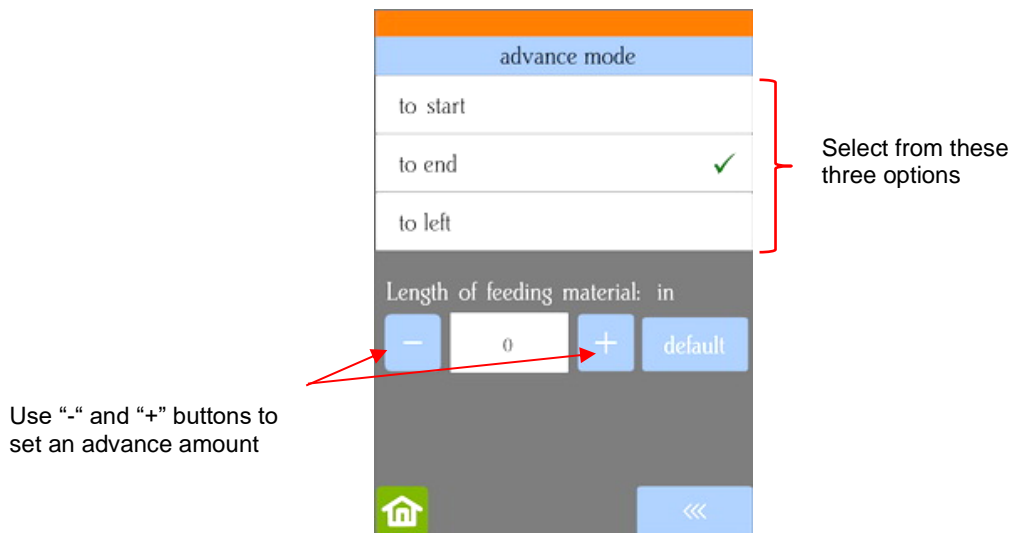 advance mode
to start
to end
to left
Select from these
three options
Length of feeding material: in
− 0 + default
Use “-“ and “+” buttons to
set an advance amount